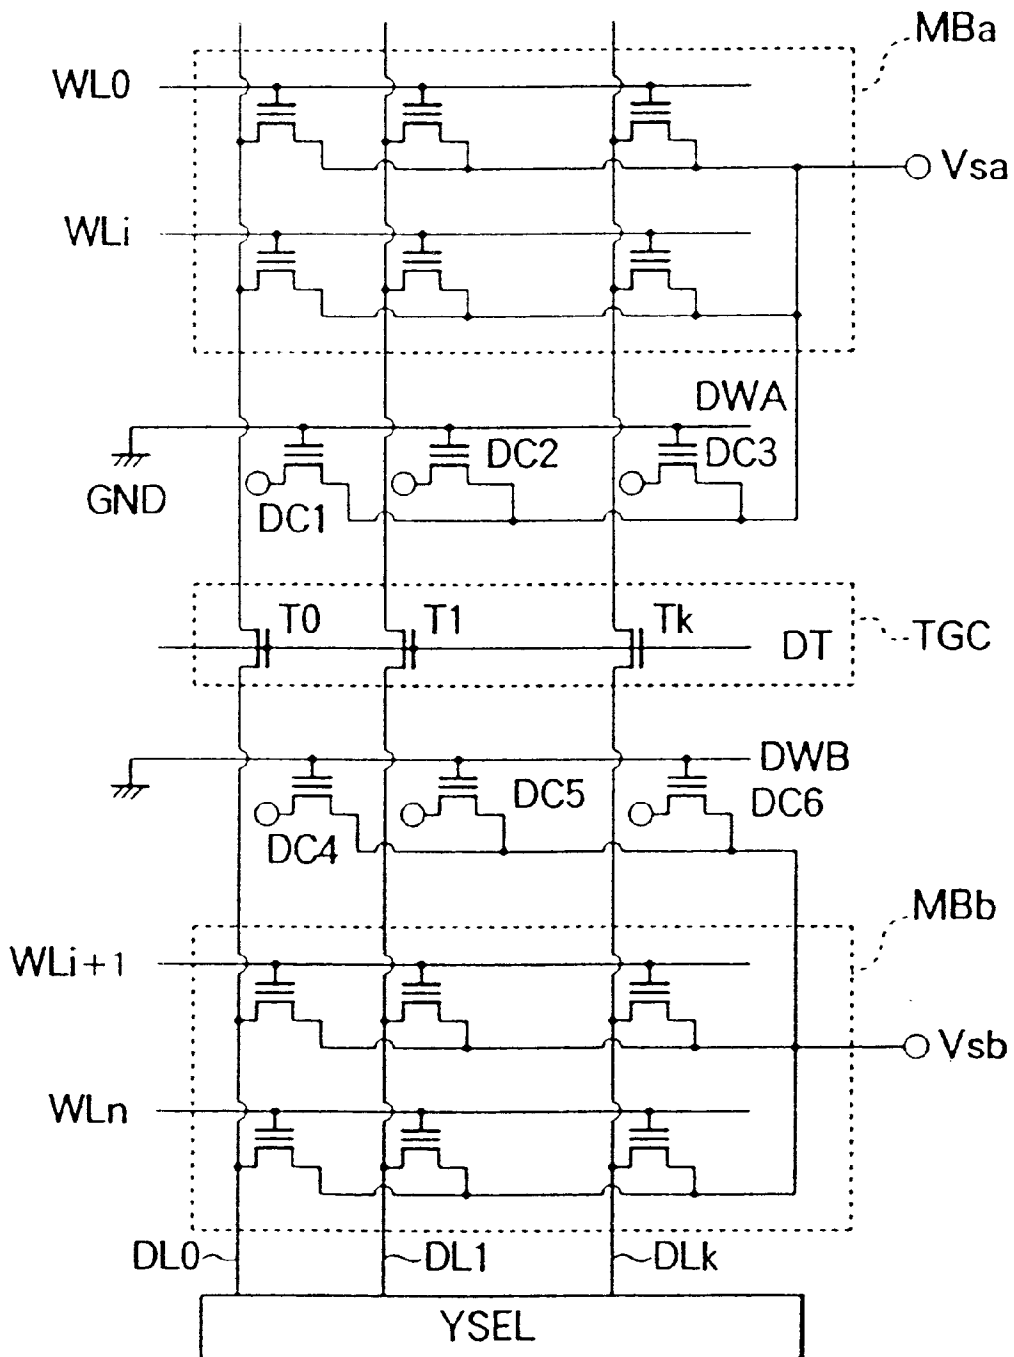 MBa
WL0
Vsa
WLi
DWA
DC2
DC3
GND
DC1
T0
T1
Tk
DT
TGC
DWB
DC5
DC6
DC4
MBb
WLi+1
Vsb
WLn
DL0
DL1
DLk
YSEL